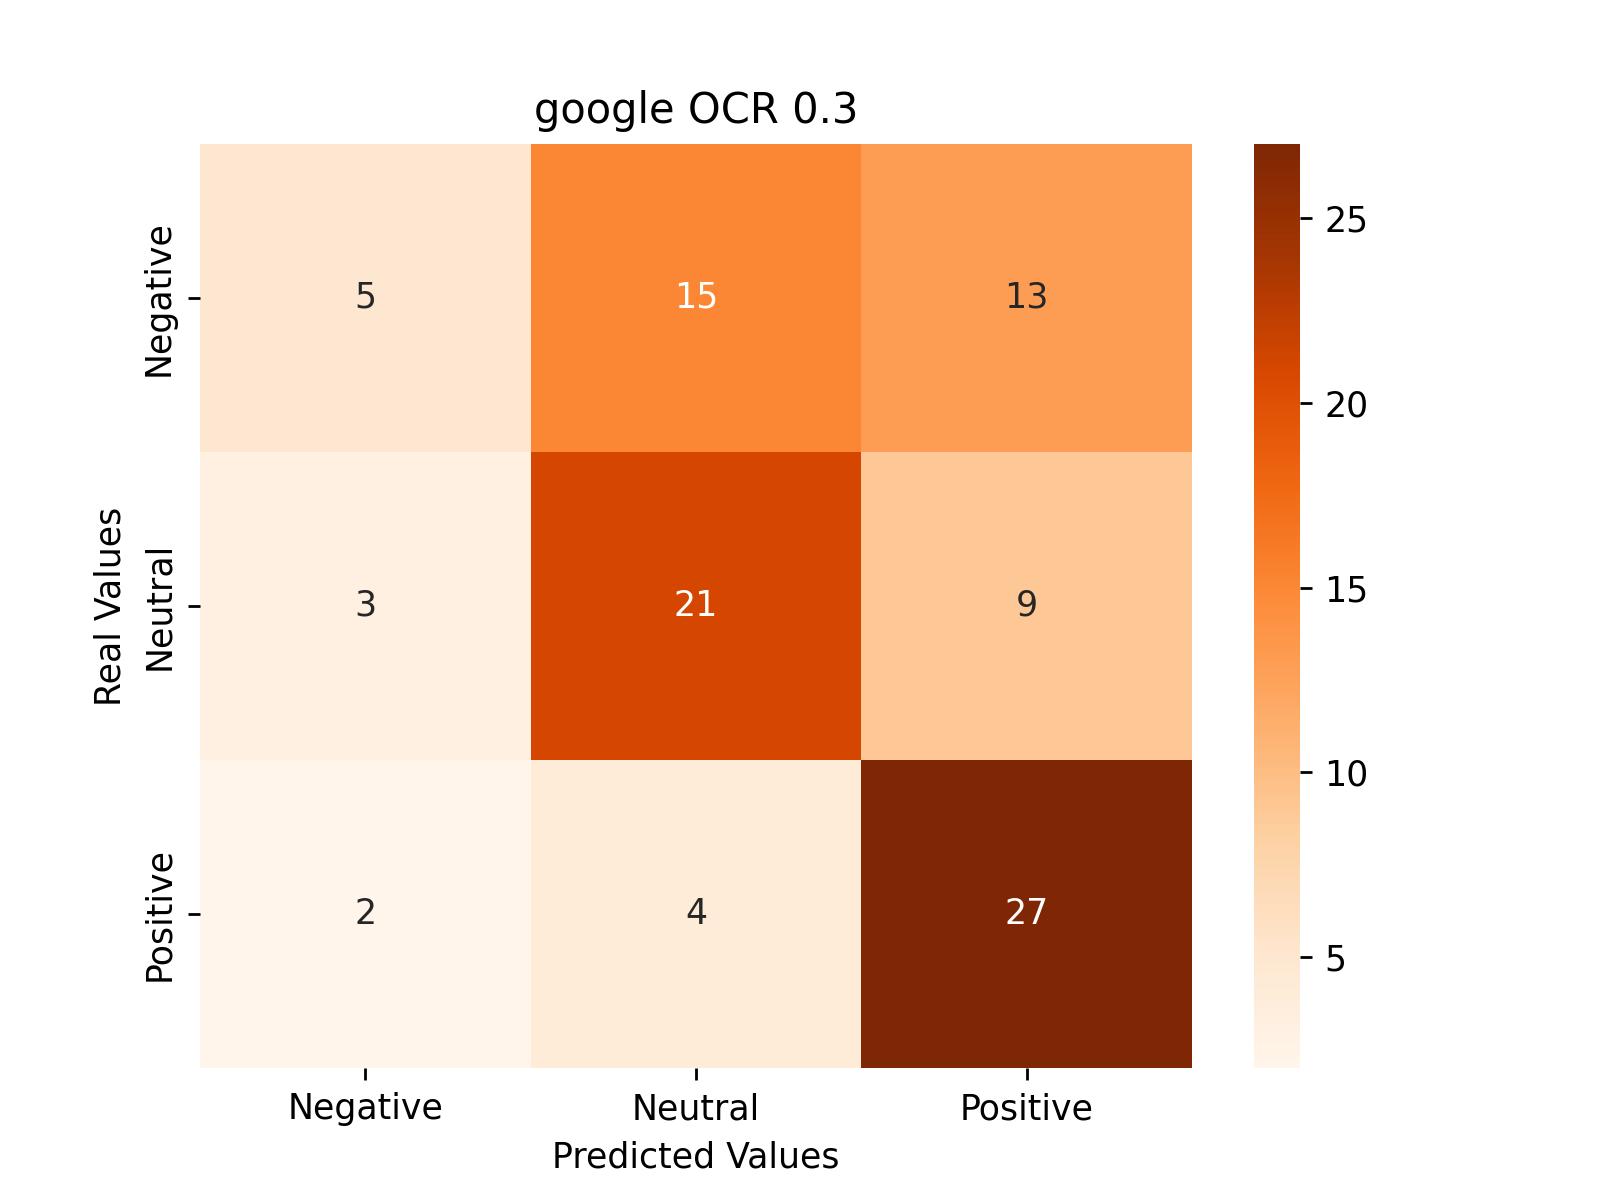 google OCR 0.3
Real Values
Negative
5 15 13
Neutral
3 21 9
Positive
2 4 27
Negative Neutral Positive
Predicted Values
25
20
15
10
5